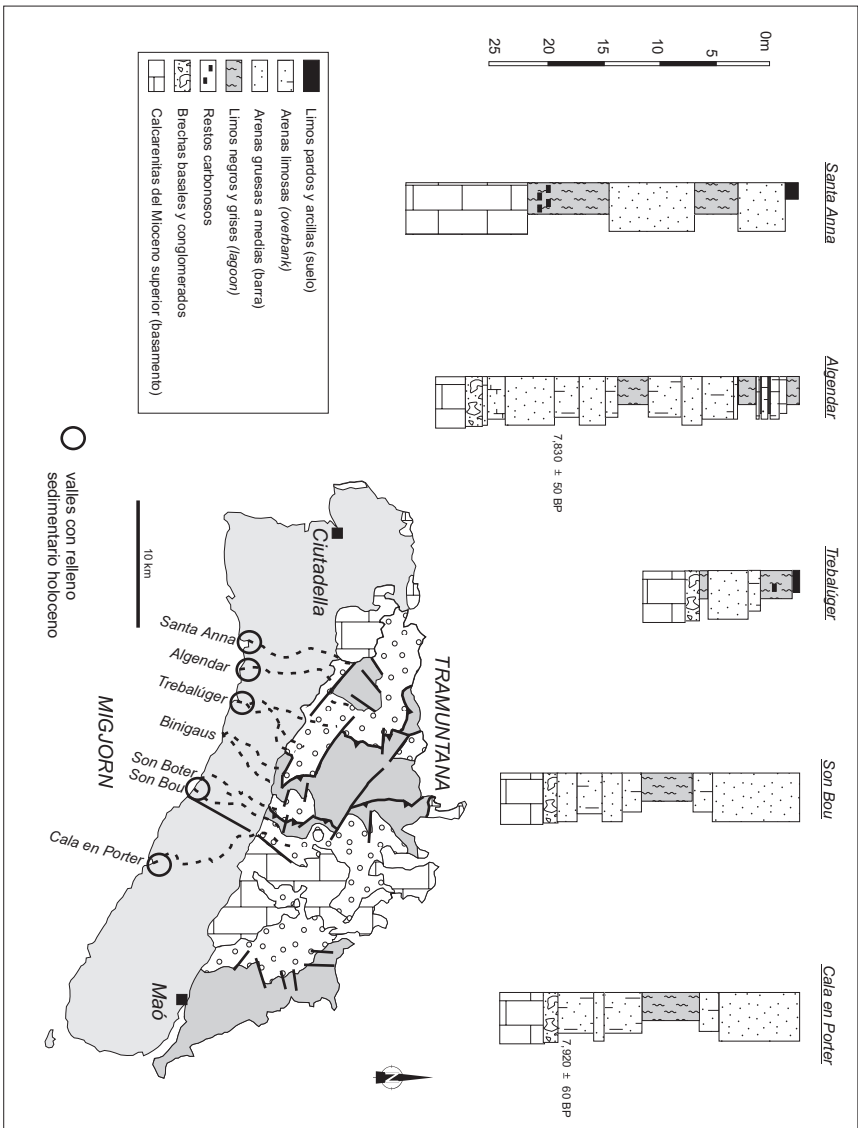 Santa Anna
Algendar
Trebalúger
Son Bou
Cala en Porter
0m
5
10
15
20
25
7,830 ± 50 BP
7,920 ± 60 BP
Limos pardos y arcillas (suelo)
Arenas limosas (overbank)
Arenas gruesas a medias (barra)
Limos negros y grises (lagoon)
Restos carbonosos
Brechas basales y conglomerados
Calcarenitas del Mioceno superior (basamento)
TRAMUNTANA
Ciutadella
10 km
Santa Anna
Algendar
Trebalúger
Binigaus
Son Boter
Son Bou
Cala en Porter
MIGJORN
Maó
valles con relleno
sedimentario holoceno